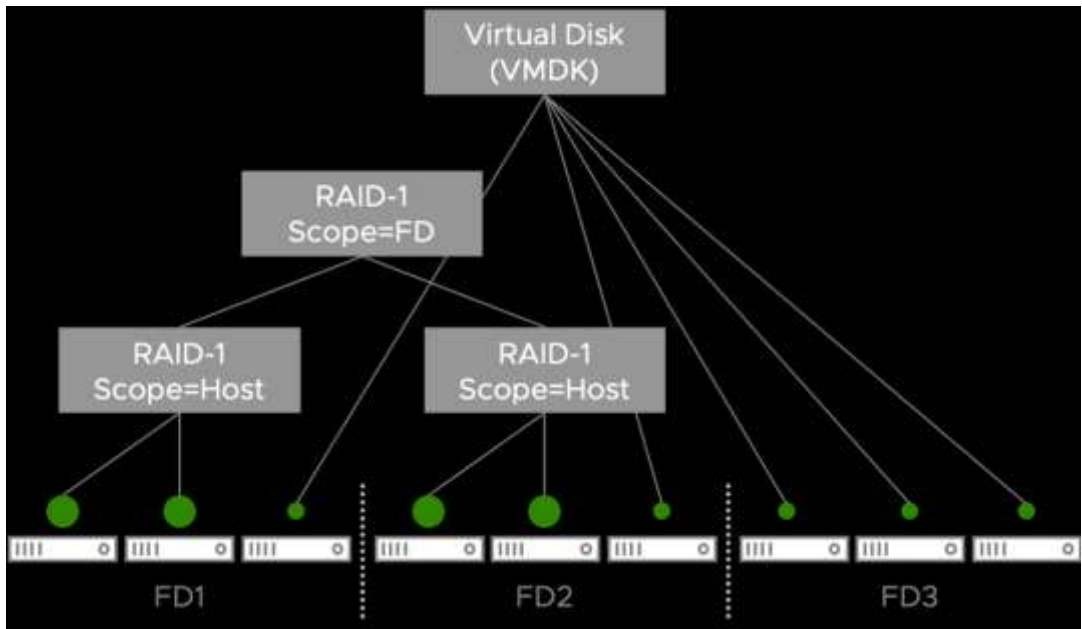 Virtual Disk
(VMDK)
RAID-1
Scope=FD
RAID-1
Scope=Host
RAID-1
Scope=Host
FD1
FD2
FD3